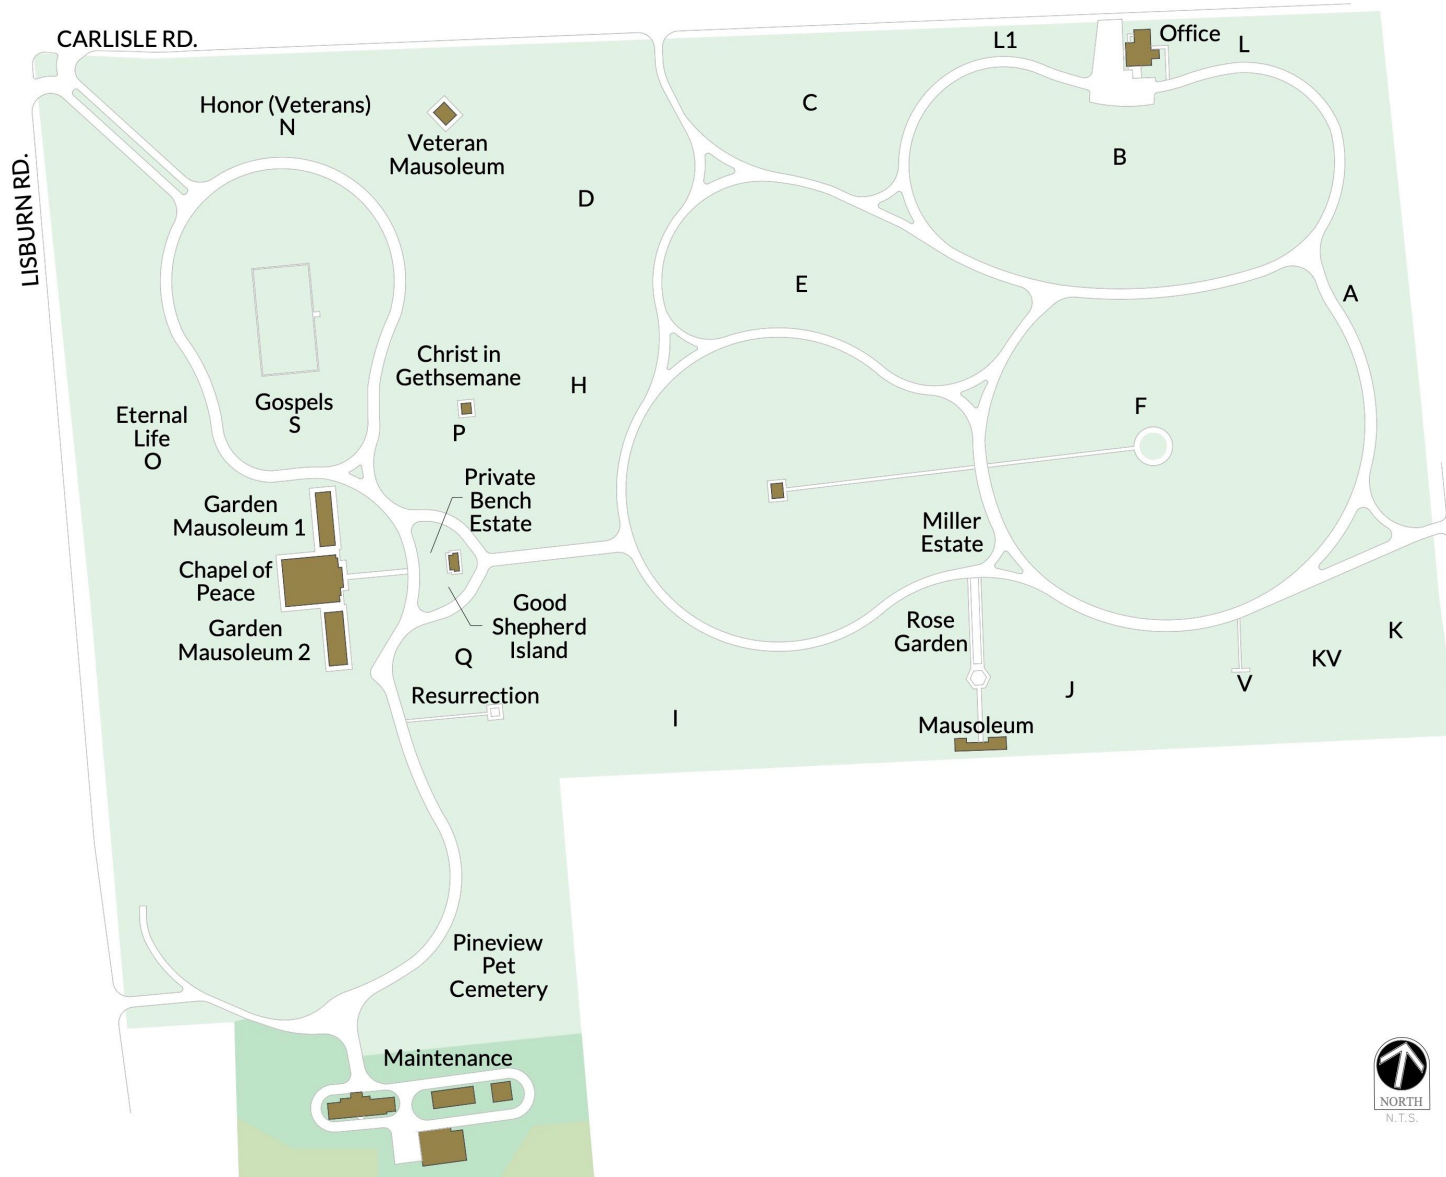 CARLISLE RD.
LISBURN RD.
Honor (Veterans)
N
Veteran
Mausoleum
C
L1
Office
L
B
D
E
A
Christ in
Gethsemane
P
H
Gospels
S
Eternal
Life
O
F
Private
Bench
Estate
Garden
Mausoleum 1
Chapel of
Peace
Garden
Mausoleum 2
Good
Shepherd
Island
Q
Resurrection
Miller
Estate
Rose
Garden
Mausoleum
I
J
V
KV
K
Pineview
Pet
Cemetery
Maintenance
NORTH
N.T.S.